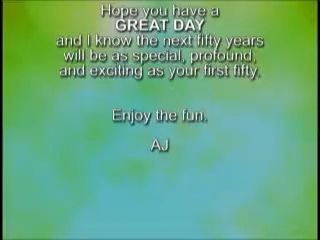 Hope you have a
GREAT DAY
and I know the next fifty years
will be as special, profound,
and exciting as your first fifty.
Enjoy the fun.
AJ